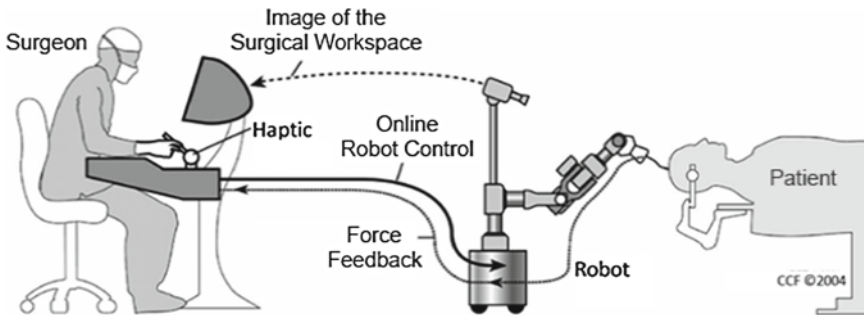 Image of the
Surgical Workspace
Surgeon
Haptic
Online
Robot Control
Force
Feedback
Robot
Patient
CCF ©2004